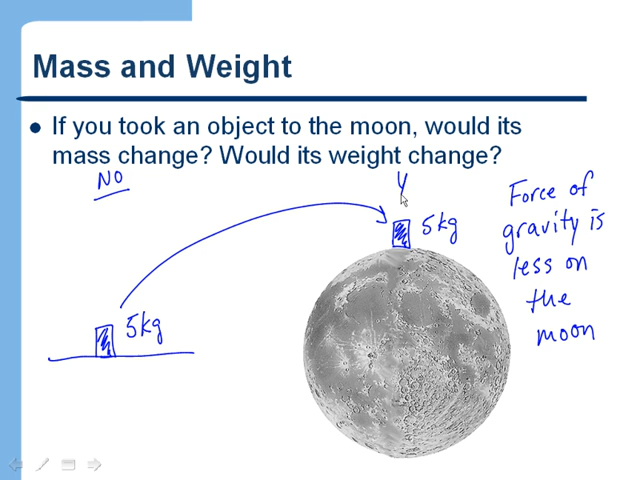 Mass and Weight
If you took an object to the moon, would its
mass change? Would its weight change?
NO
Y
Force of
gravity is
less on
the
moon
5kg
5kg